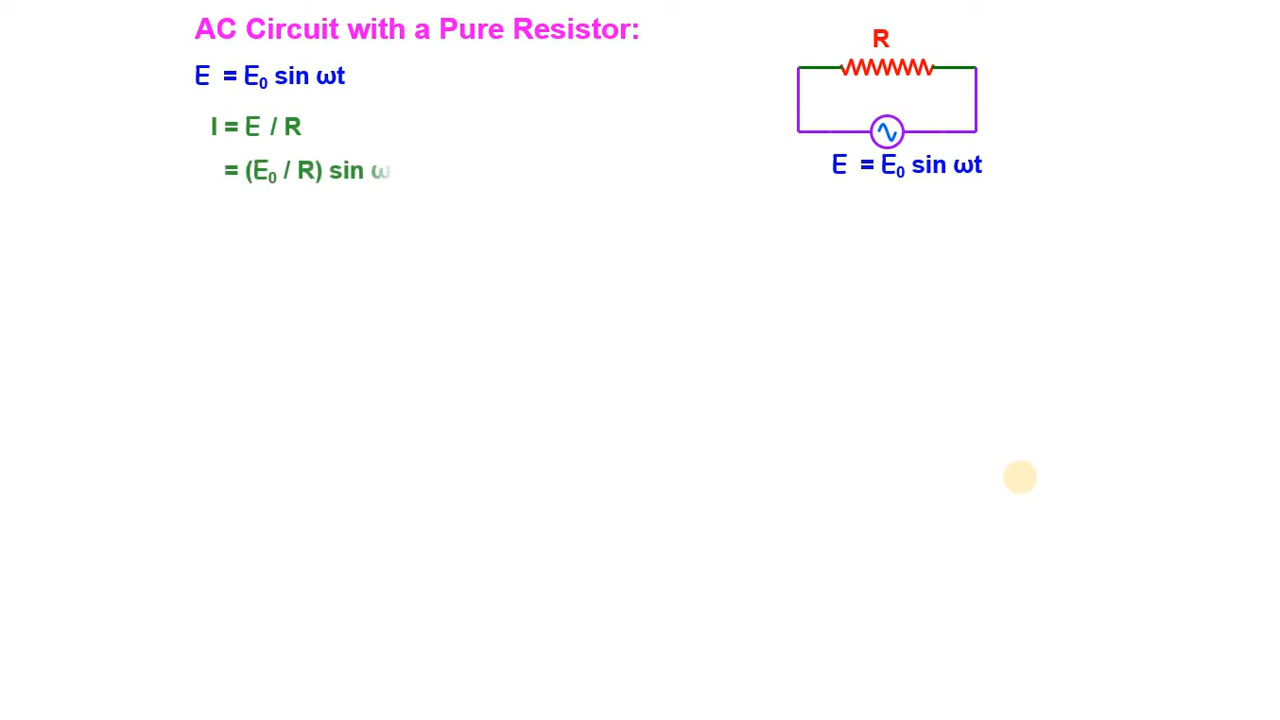 AC Circuit with a Pure Resistor:
E = E₀ sin ωt
I = E / R
= (E₀ / R) sin ω
R
E = E₀ sin ωt